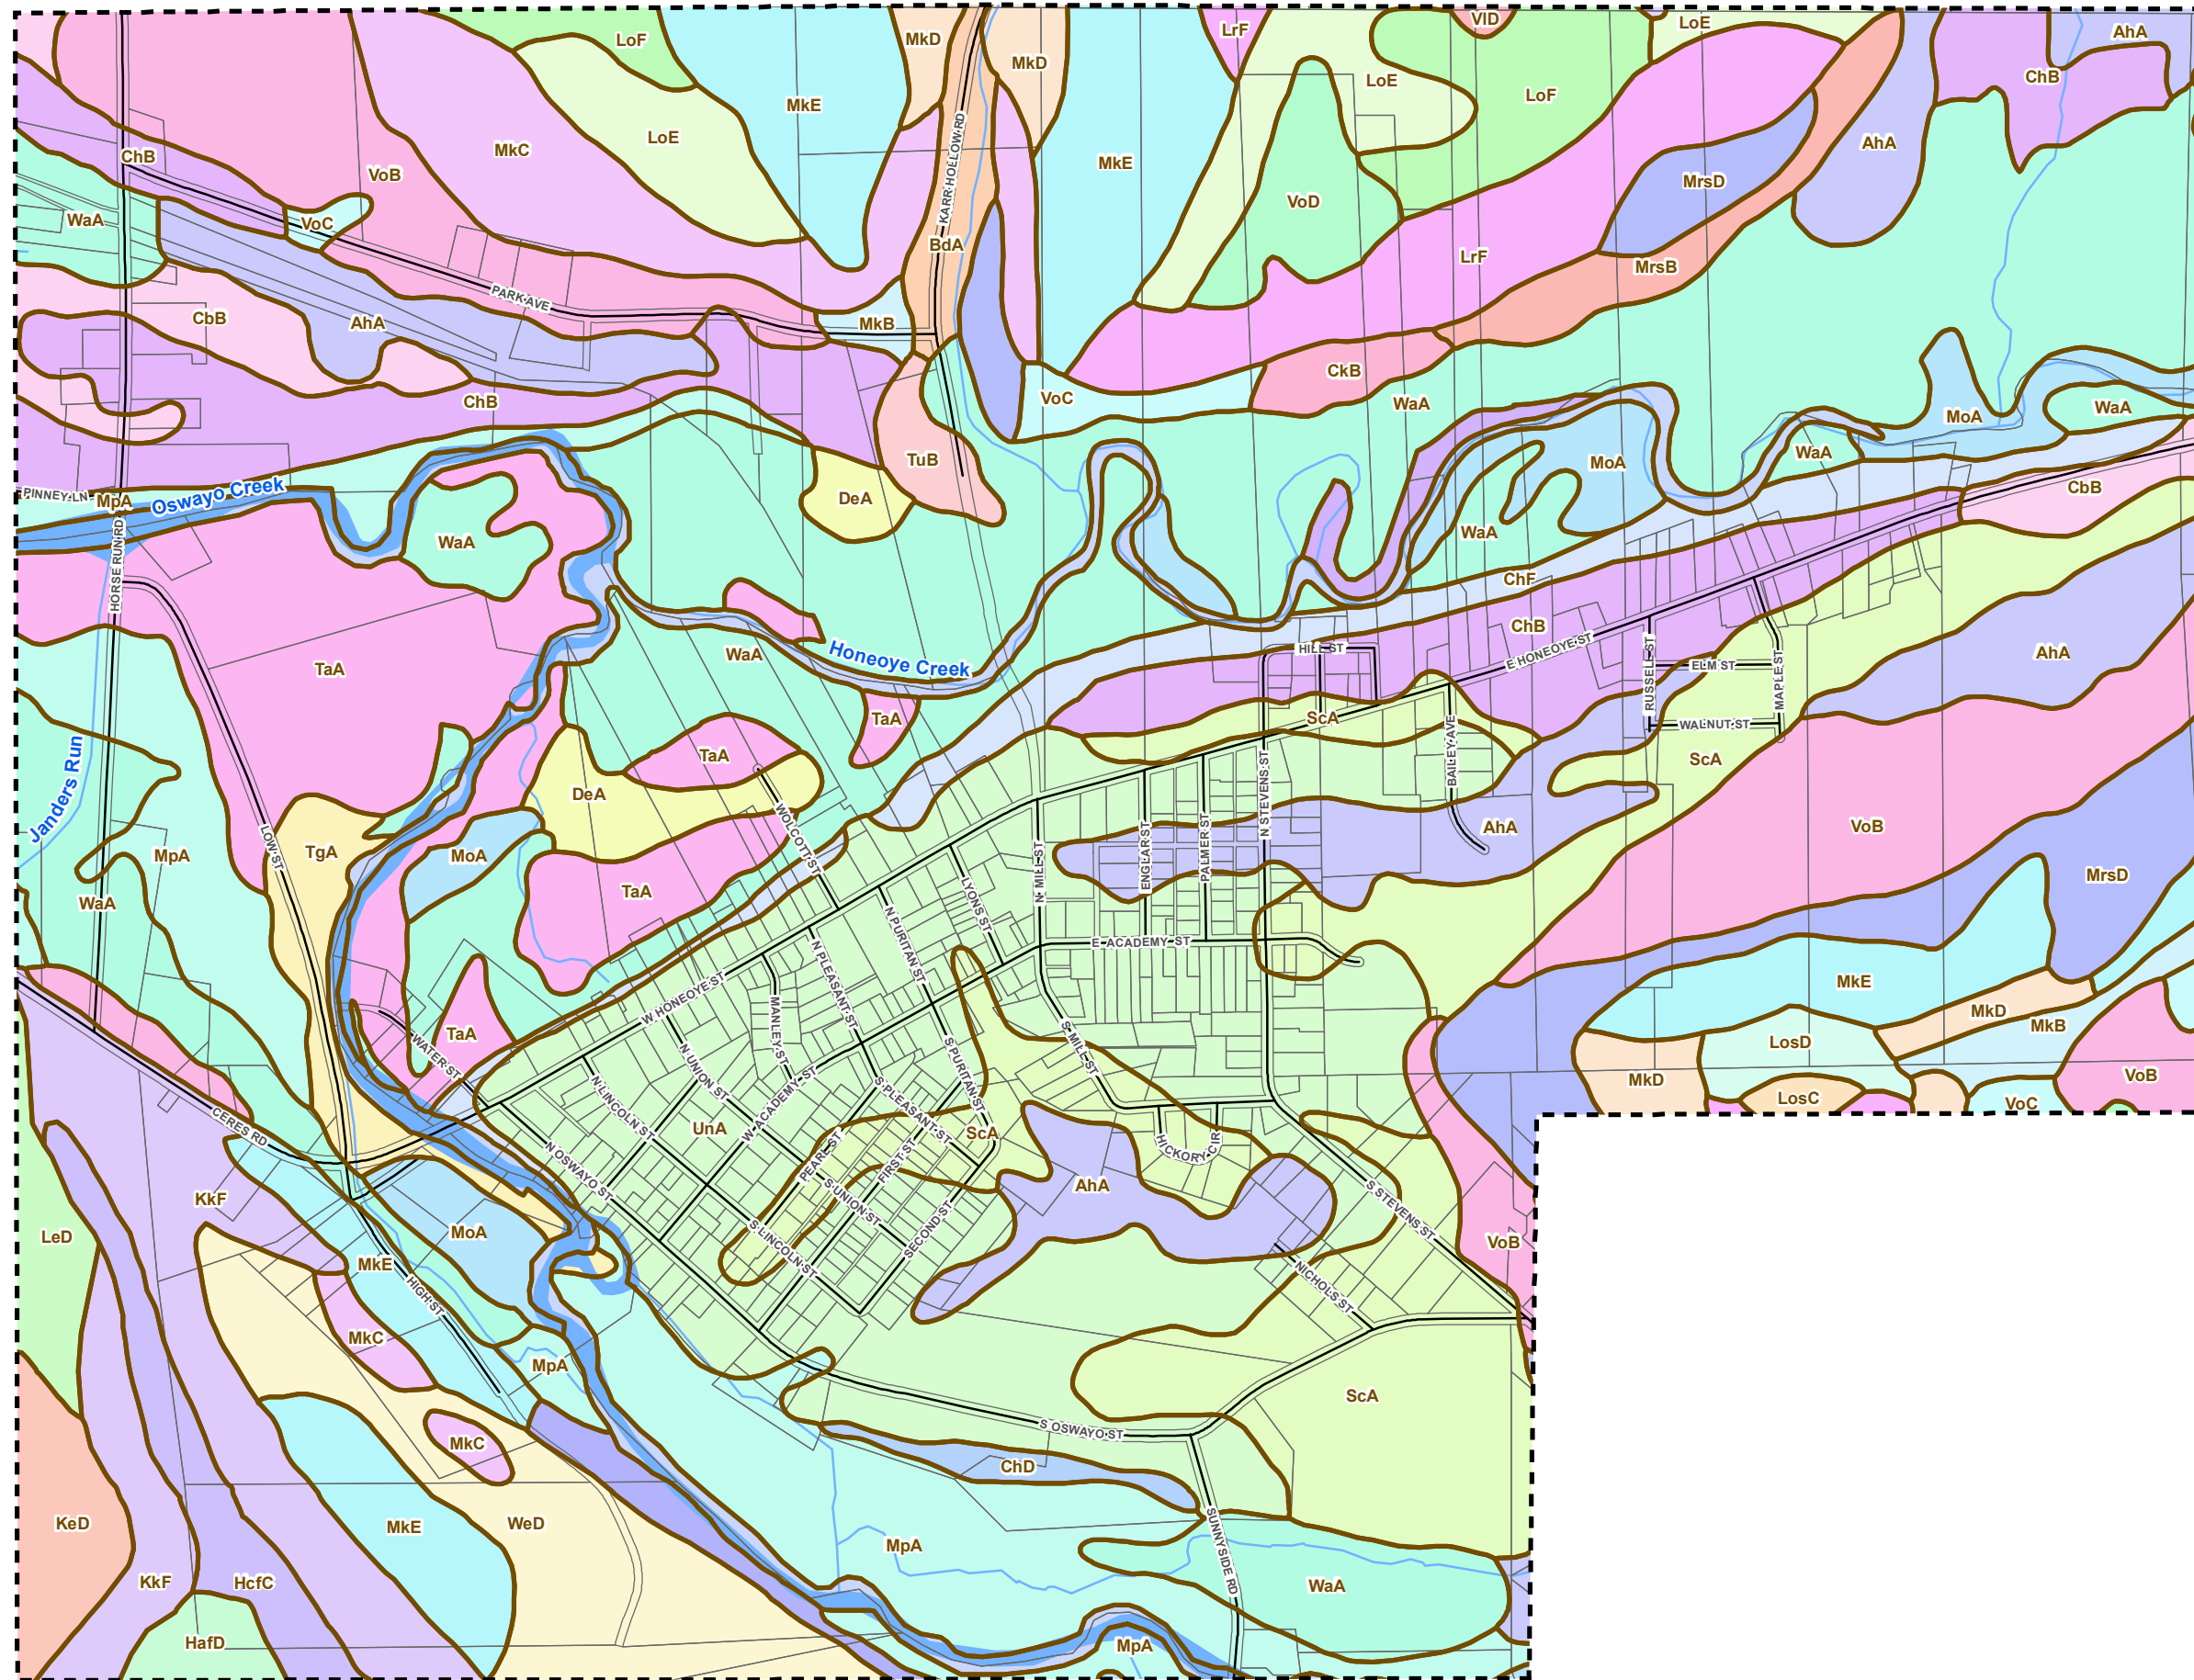 LoF
MkD
LrF
VID
LoE
AhA
MkD
ChB
LoE
LoF
MkE
KARR HOLLOW RD
MkC
LoE
ChB
MkE
AhA
VoB
MrsD
VoD
WaA
VoC
BdA
LrF
MrsB
PARK AVE
CbB
AhA
MkB
CkB
VoC
ChB
WaA
WaA
MoA
WaA
TuB
MoA
CbB
DeA
PINNEY LN
MpA
Oswayo Creek
WaA
WaA
HORSE RUN RD
ChF
ChB
E HONEOYE ST
HILL ST
WaA
Honeoye Creek
AhA
TaA
RUSSELL ST
ELM ST
MAPLE ST
TaA
ScA
WALNUT ST
TaA
BAILEY AVE
ScA
Janders Run
DeA
WOLCOTT ST
N STEVENS ST
AhA
VoB
LOW ST
TgA
MoA
MpA
N MILL ST
ENGLAR ST
PALMER ST
MrsD
TaA
LYONS ST
WaA
N PURITAN ST
E ACADEMY ST
N PLEASANT ST
W HONEOYE ST
MkE
MkD
MANLEY ST
MkB
TaA
WATER ST
S MILL ST
LosD
N UNION ST
S PURITAN ST
MkD
VoB
W ACADEMY ST
N LINCOLN ST
S PLEASANT ST
LosC
VoC
CERES RD
UnA
ScA
PEARL ST
FIRST ST
HICKORY CIR
N OSWAYO ST
AhA
KkF
S UNION ST
S STEVENS ST
LeD
MoA
SECOND ST
VoB
MkE
S LINCOLN ST
HIGH ST
NICHOLS ST
MkC
MpA
ScA
MkC
S OSWAYO ST
ChD
KeD
MkE
WeD
SUNNYSIDE RD
MpA
KkF
HcfC
WaA
HafD
MpA